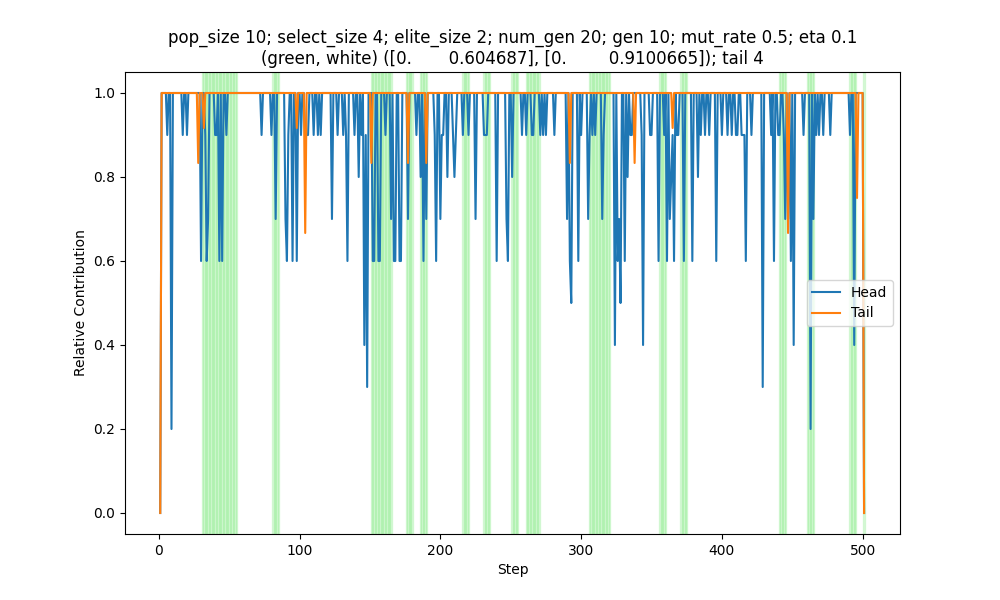 pop_size 10; select_size 4; elite_size 2; num_gen 20; gen 10; mut_rate 0.5; eta 0.1
(green, white) ([0.        0.604687], [0.         0.9100665]); tail 4
1.0
0.8
0.6
0.4
0.2
0.0
Relative Contribution
Head
Tail
0
100
200
300
400
500
Step